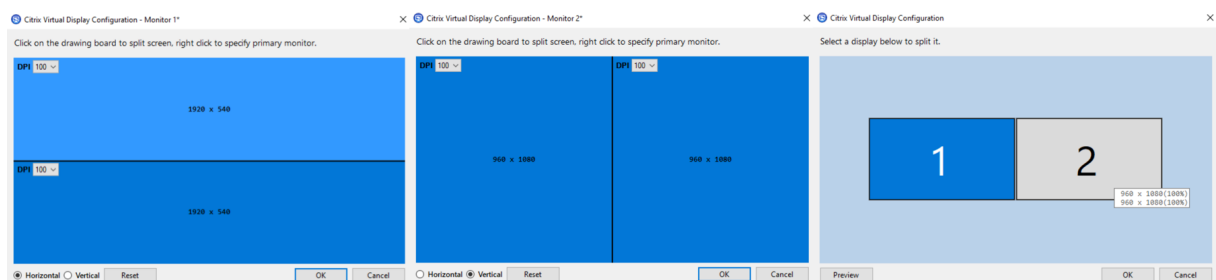 Citrix Virtual Display Configuration - Monitor 1*
Click on the drawing board to split screen, right click to specify primary monitor.
DPI 100
1920 x 540
DPI 100
1920 x 540
Horizontal Vertical Reset OK Cancel
Citrix Virtual Display Configuration - Monitor 2*
Click on the drawing board to split screen, right click to specify primary monitor.
DPI 100 DPI 100
960 x 1080 960 x 1080
Horizontal Vertical Reset OK Cancel
Citrix Virtual Display Configuration
Select a display below to split it.
1 2
960 x 1080(100%)
960 x 1080(100%)
Preview OK Cancel